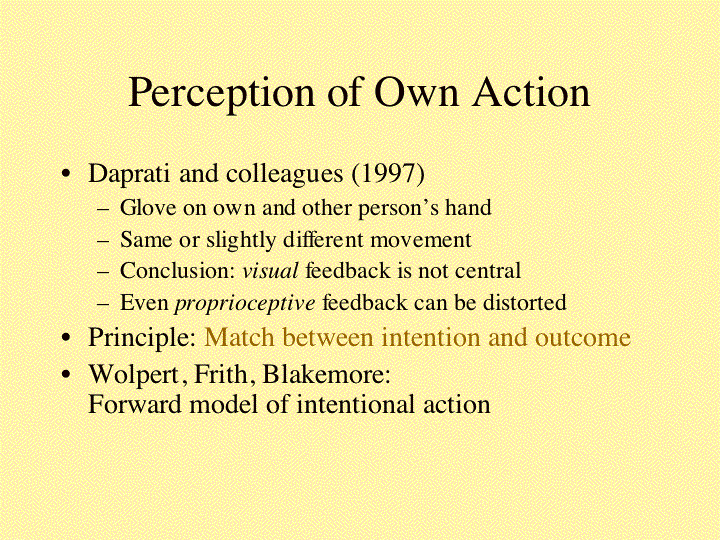 Perception of Own Action
• Daprati and colleagues (1997)
– Glove on own and other person’s hand
– Same or slightly different movement
– Conclusion: visual feedback is not central
– Even proprioceptive feedback can be distorted
• Principle: Match between intention and outcome
• Wolpert, Frith, Blakemore:
Forward model of intentional action